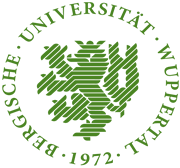 BERGISCHE · UNIVERSITÄT · WUPPERTAL
· 1972 ·